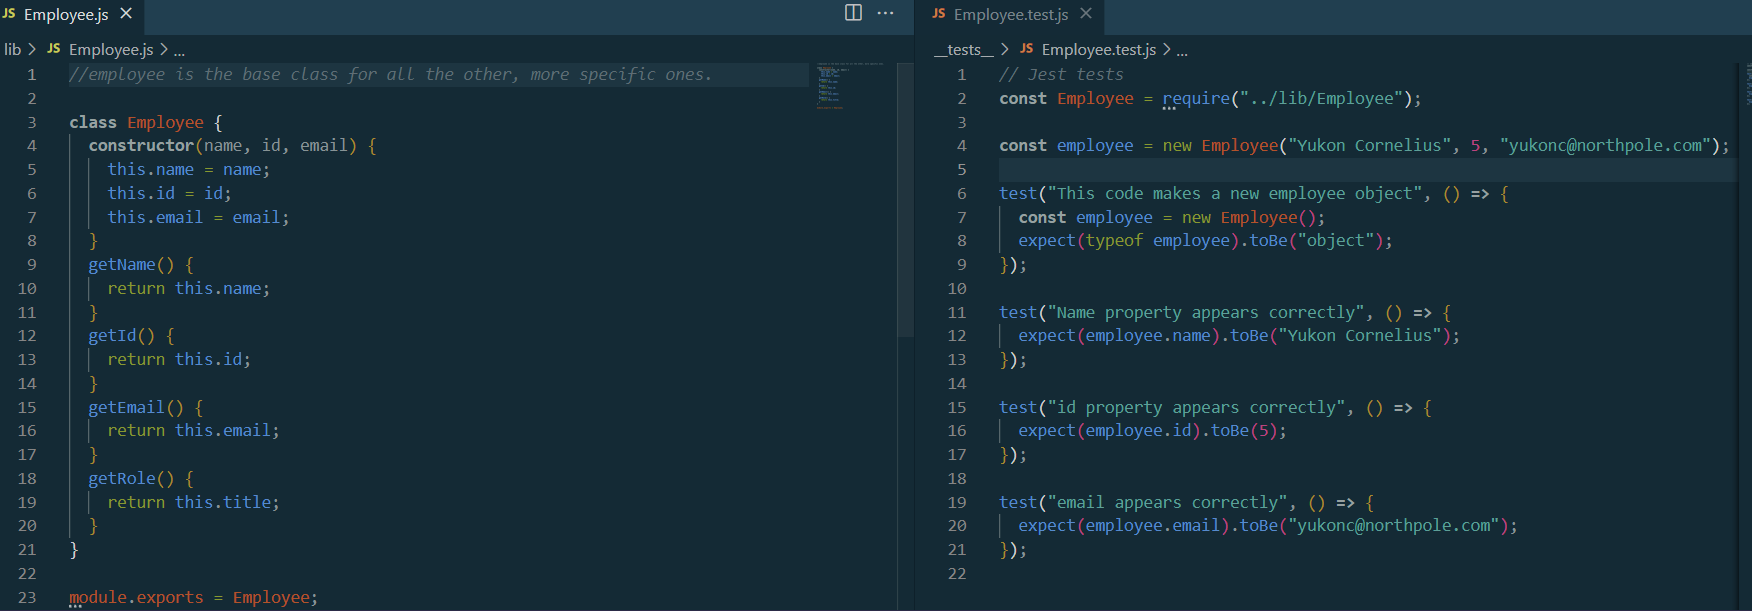 JS Employee.js ×
lib > JS Employee.js > ...
1 //employee is the base class for all the other, more specific ones.
2
3 class Employee {
4   constructor(name, id, email) {
5     this.name = name;
6     this.id = id;
7     this.email = email;
8   }
9   getName() {
10     return this.name;
11   }
12   getId() {
13     return this.id;
14   }
15   getEmail() {
16     return this.email;
17   }
18   getRole() {
19     return this.title;
20   }
21 }
22
23 module.exports = Employee;
JS Employee.test.js ×
__tests__ > JS Employee.test.js > ...
1 // Jest tests
2 const Employee = require("../lib/Employee");
3
4 const employee = new Employee("Yukon Cornelius", 5, "yukonc@northpole.com");
5
6 test("This code makes a new employee object", () => {
7   const employee = new Employee();
8   expect(typeof employee).toBe("object");
9 });
10
11 test("Name property appears correctly", () => {
12   expect(employee.name).toBe("Yukon Cornelius");
13 });
14
15 test("id property appears correctly", () => {
16   expect(employee.id).toBe(5);
17 });
18
19 test("email appears correctly", () => {
20   expect(employee.email).toBe("yukonc@northpole.com");
21 });
22